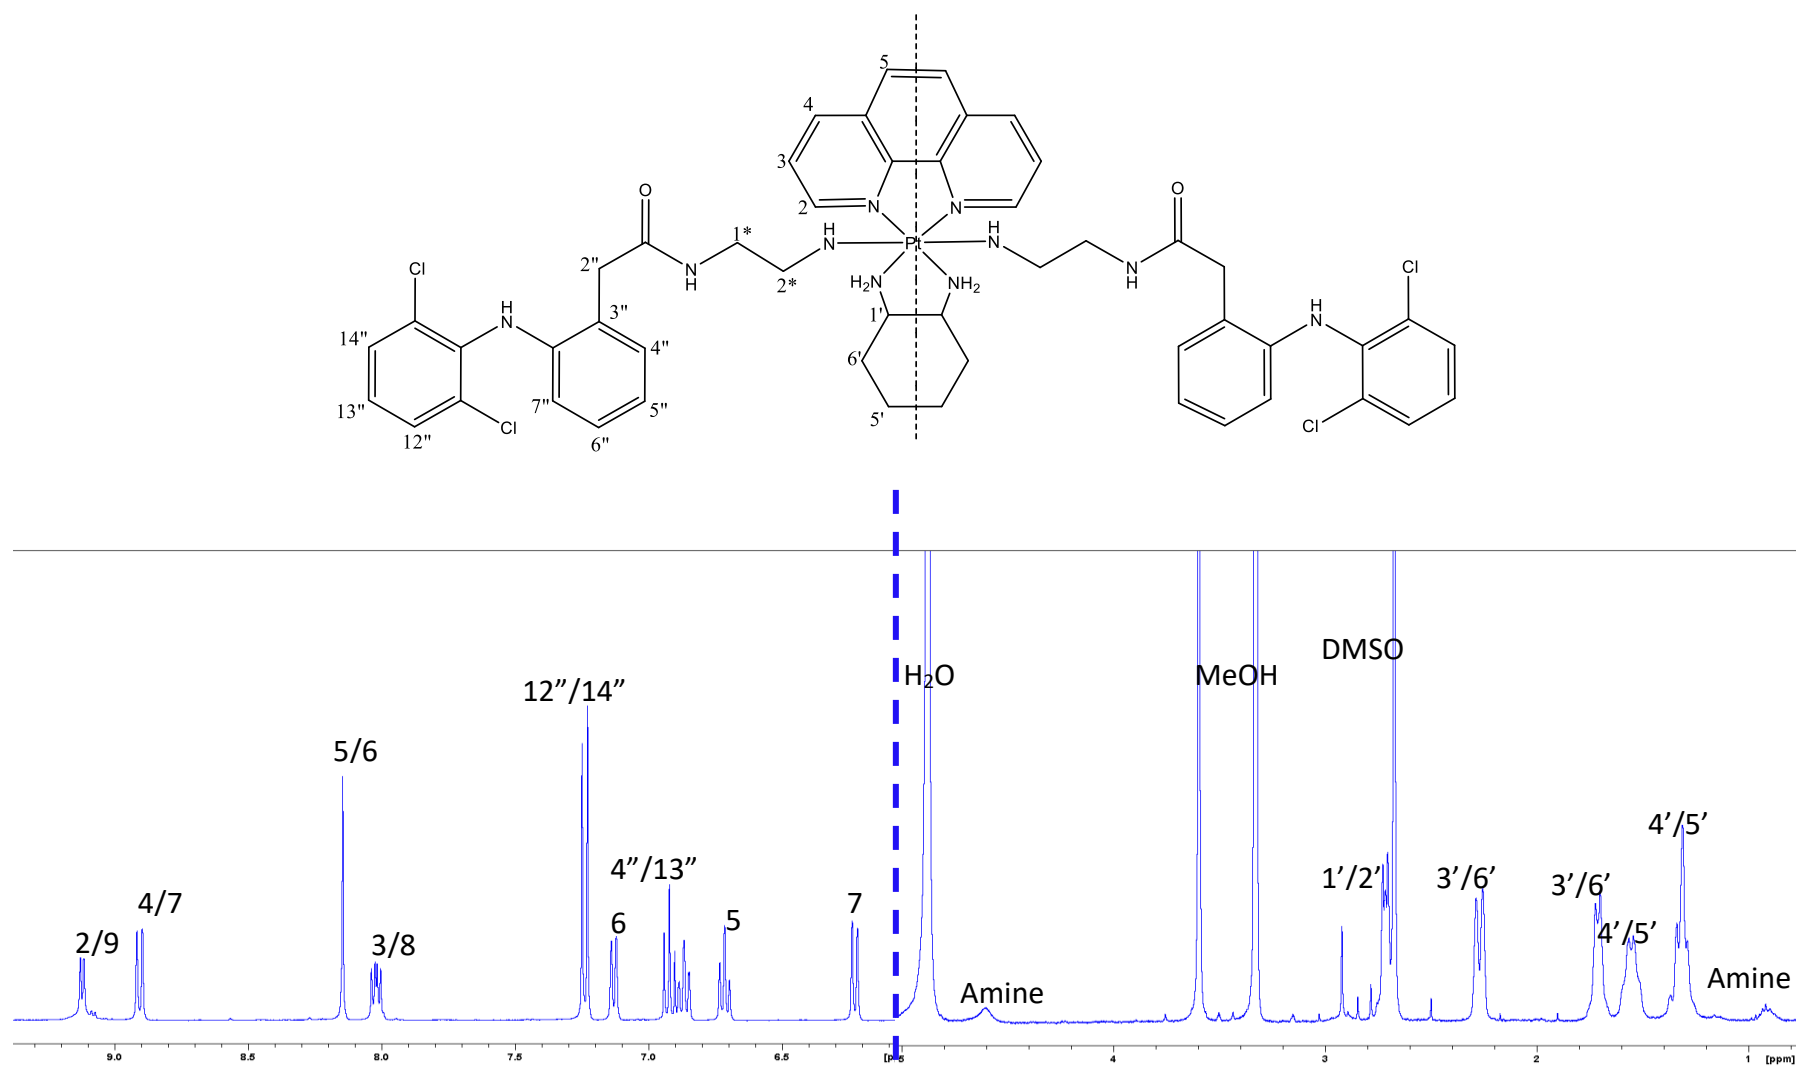 5
4
3
2
N
N
O
O
1*
H
N
Pt
H
N
2"
N
H
2*
N
H
Cl
Cl
H2N
NH2
H
N
3"
1'
H
N
14"
4"
6'
13"
7"
5"
5'
12"
Cl
6"
Cl
H₂O
MeOH
DMSO
12”/14”
5/6
4”/13”
4/7
2/9
3/8
6
5
7
Amine
1’/2’
3’/6’
3’/6’
4’/5’
4’/5’
Amine
9.0 8.5 8.0 7.5 7.0 6.5 [p 5 4 3 2 1 [ppm]